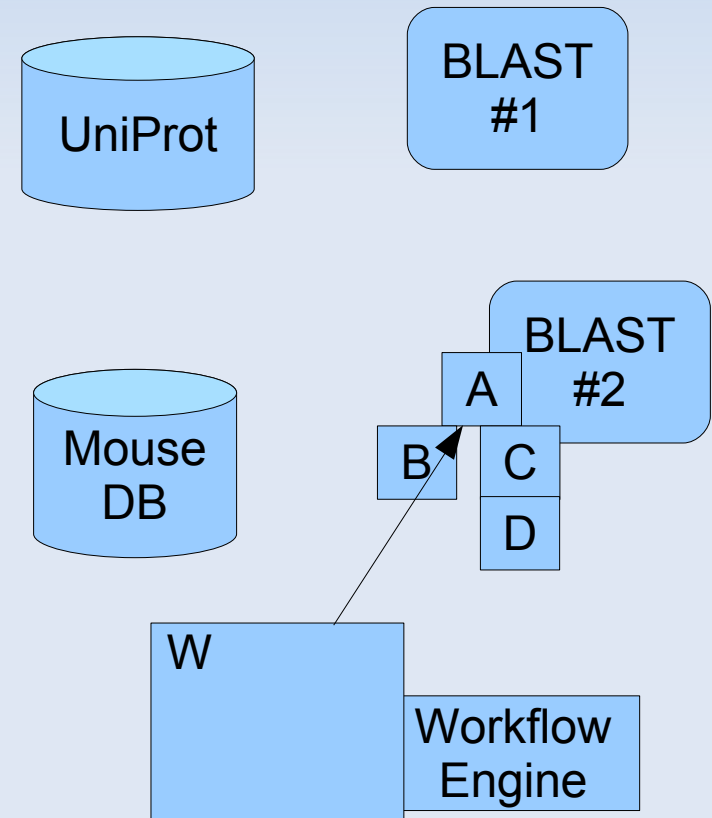 UniProt
BLAST
#1
BLAST
#2
A
B
C
D
Mouse
DB
W
Workflow
Engine